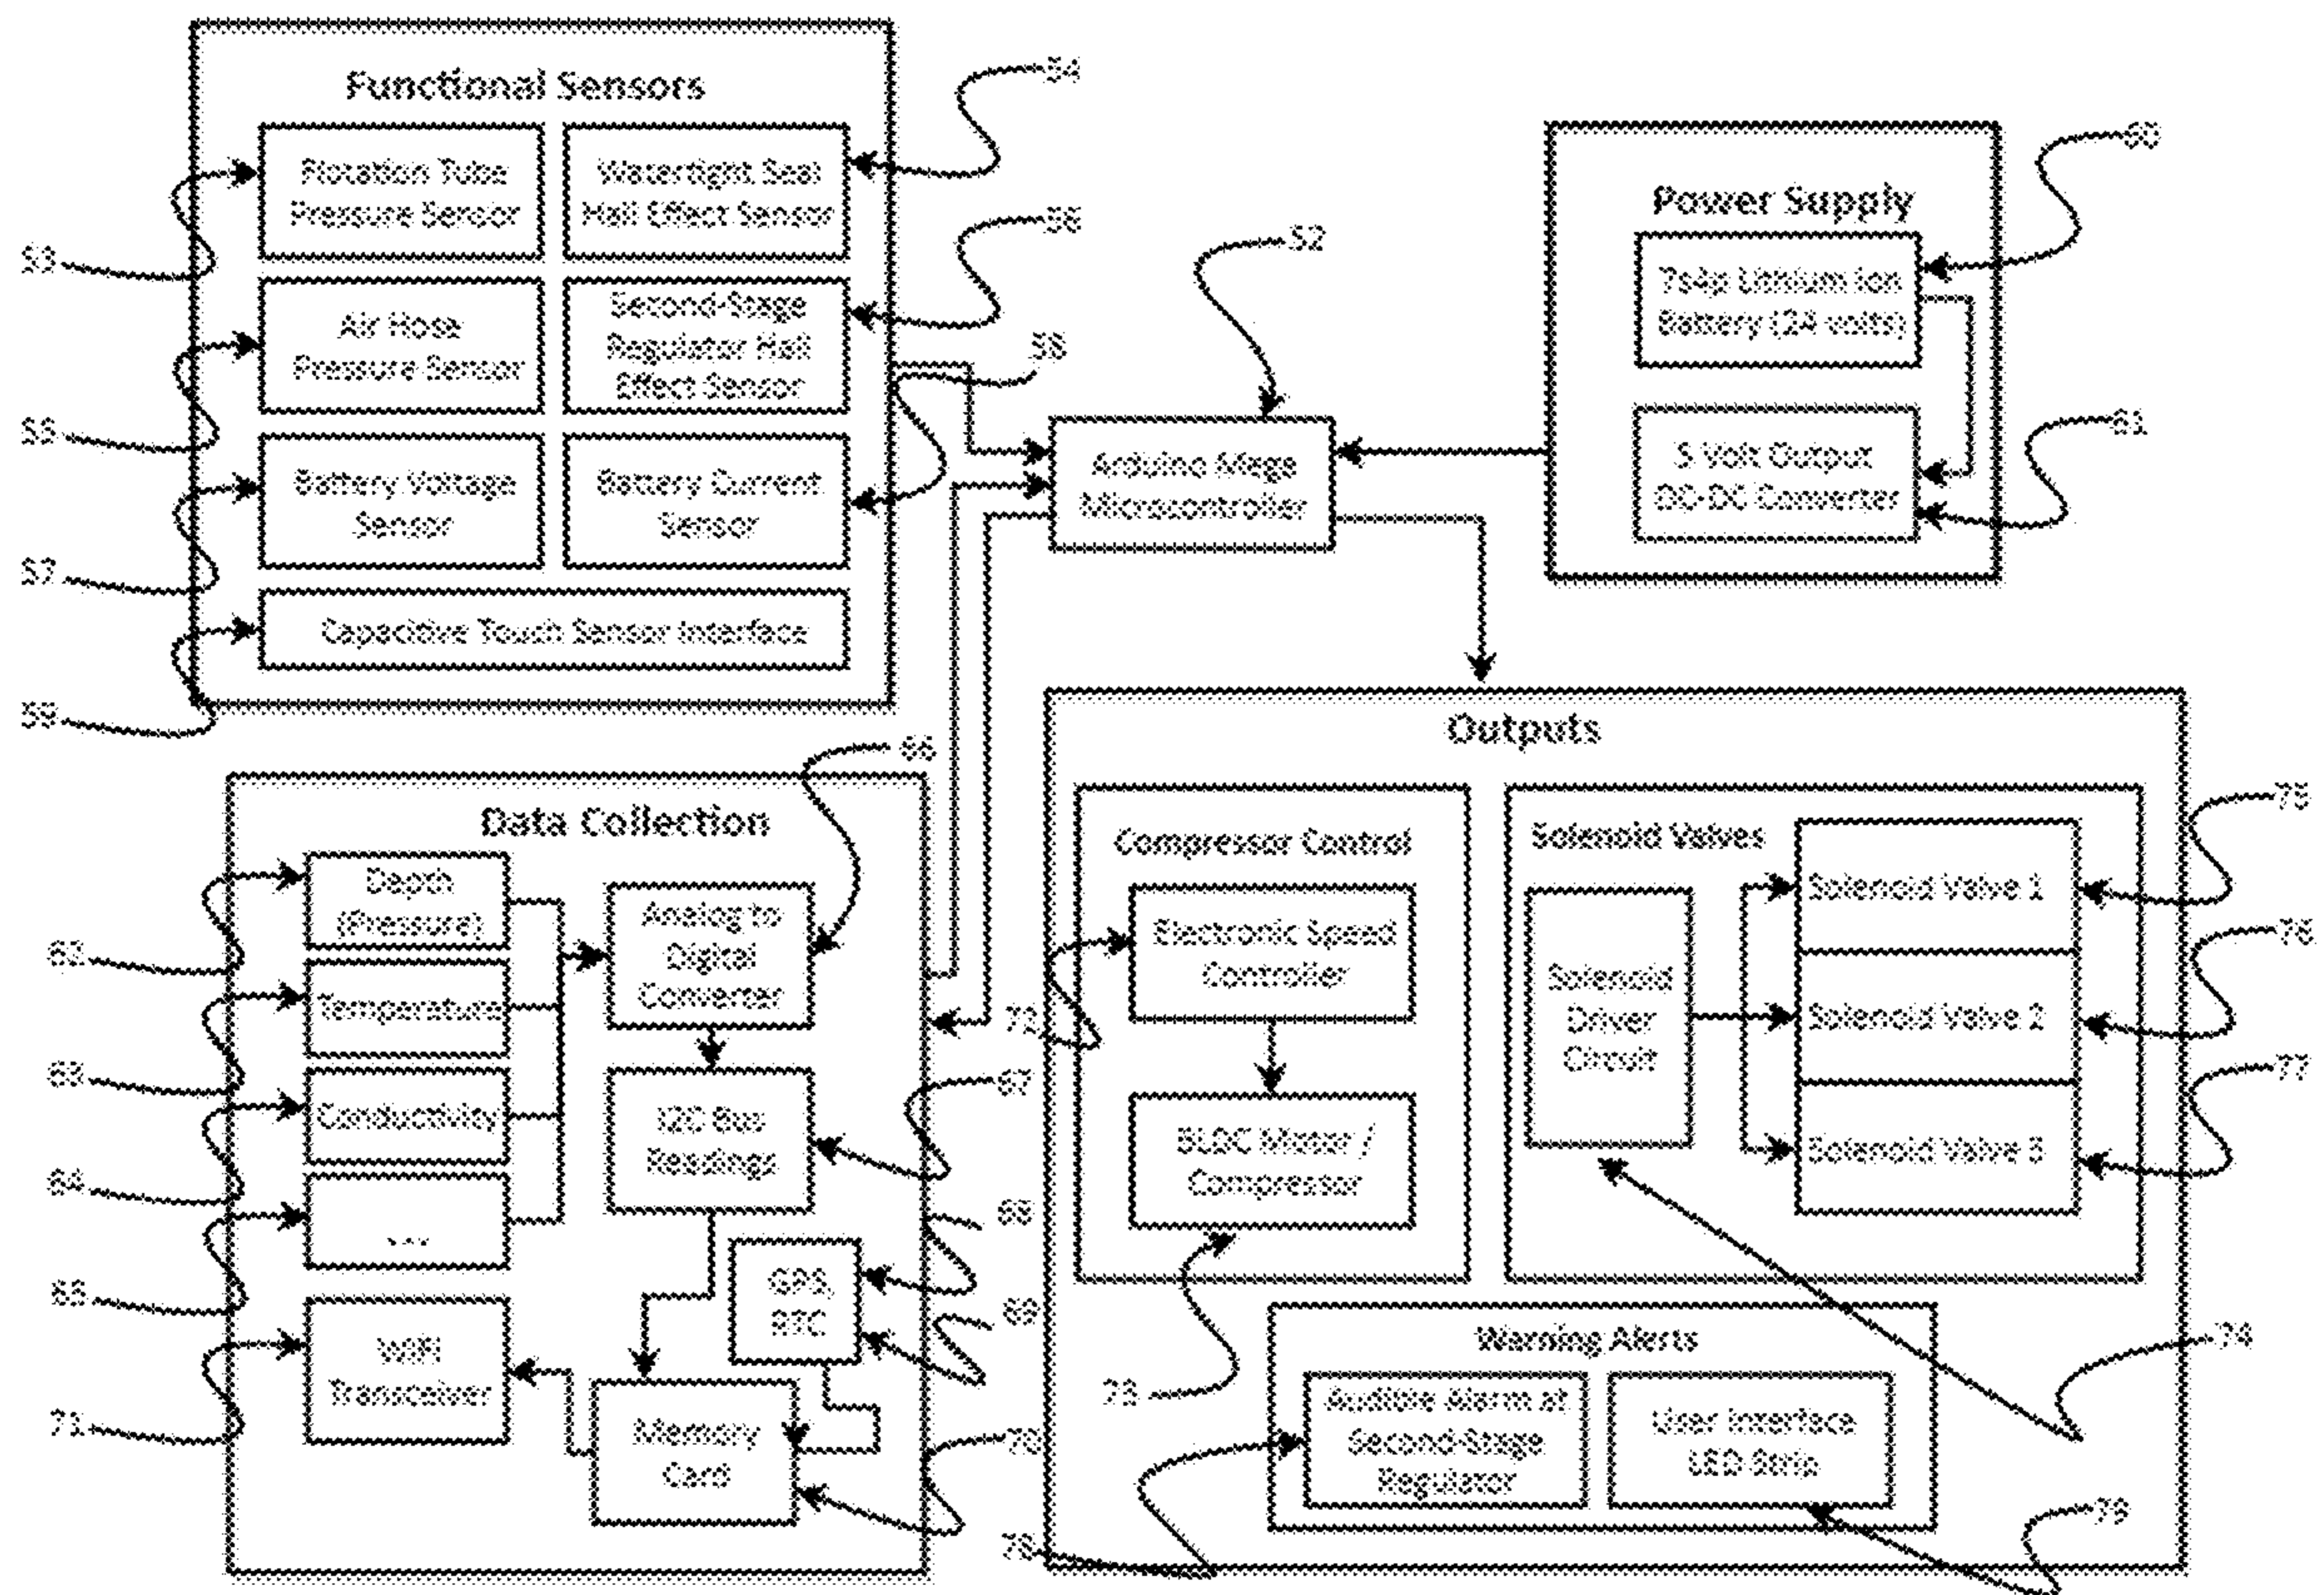 Functional Sensors
Flotation Tube
Pressure Sensor
Watertight Seal
Hall Effect Sensor
Air Hose
Pressure Sensor
Second-Stage
Regulator Hall
Effect Sensor
Battery Voltage
Sensor
Battery Current
Sensor
Capacitive Touch Sensor Interface
53
55
57
59
54
56
58
52
Arduino Mega
Microcontroller
Power Supply
7s4p Lithium Ion
Battery (24 volts)
5 Volt Output
DC-DC Converter
60
61
Data Collection
Depth
(Pressure)
Temperature
Conductivity
...
WiFi
Transceiver
Analog to
Digital
Converter
I2C Bus
Readings
GPS,
RTC
Memory
Card
62
63
64
65
71
66
67
68
69
70
Outputs
Compressor Control
Electronic Speed
Controller
BLDC Motor /
Compressor
72
73
Solenoid Valves
Solenoid
Driver
Circuit
Solenoid Valve 1
Solenoid Valve 2
Solenoid Valve 3
75
76
77
74
Warning Alerts
Audible Alarm at
Second-Stage
Regulator
User Interface
LED Strip
78
79